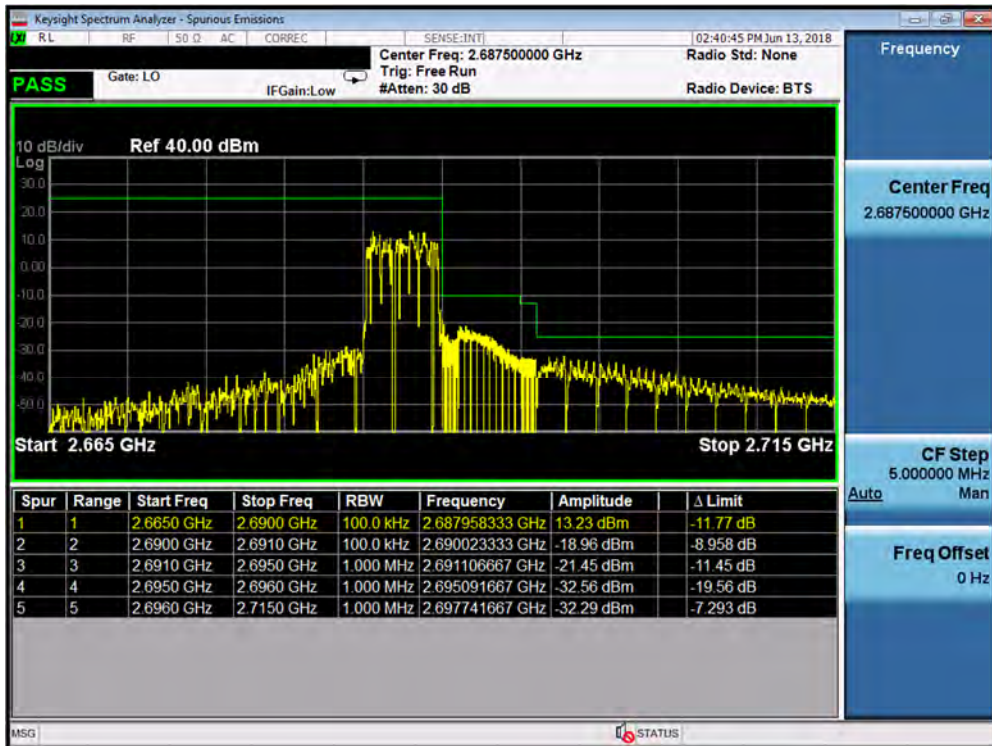 Keysight Spectrum Analyzer - Spurious Emissions
LXI RL RF 50 Ω AC CORREC SENSE:INT 02:40:45 PM Jun 13, 2018
Center Freq: 2.687500000 GHz Radio Std: None
PASS Gate: LO Trig: Free Run
IFGain:Low #Atten: 30 dB Radio Device: BTS
10 dB/div Ref 40.00 dBm
Log
30.0
20.0
10.0
0.00
-10.0
-20.0
-30.0
-40.0
-50.0
Start 2.665 GHz Stop 2.715 GHz
Spur Range Start Freq Stop Freq RBW Frequency Amplitude Δ Limit
1 1 2.6650 GHz 2.6900 GHz 100.0 kHz 2.687958333 GHz 13.23 dBm -11.77 dB
2 2 2.6900 GHz 2.6910 GHz 100.0 kHz 2.690023333 GHz -18.96 dBm -8.958 dB
3 3 2.6910 GHz 2.6950 GHz 1.000 MHz 2.691106667 GHz -21.45 dBm -11.45 dB
4 4 2.6950 GHz 2.6960 GHz 1.000 MHz 2.695091667 GHz -32.56 dBm -19.56 dB
5 5 2.6960 GHz 2.7150 GHz 1.000 MHz 2.697741667 GHz -32.29 dBm -7.293 dB
MSG STATUS
Frequency
Center Freq
2.687500000 GHz
CF Step
5.000000 MHz
Auto Man
Freq Offset
0 Hz